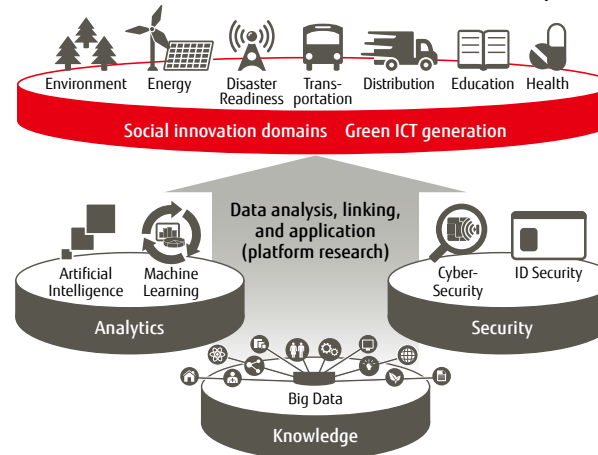 Environment
Energy
Disaster
Readiness
Trans-
portation
Distribution
Education
Health
Social innovation domains Green ICT generation
Data analysis, linking,
and application
(platform research)
Artificial
Intelligence
Machine
Learning
Analytics
Cyber-
Security
ID Security
Security
Big Data
Knowledge